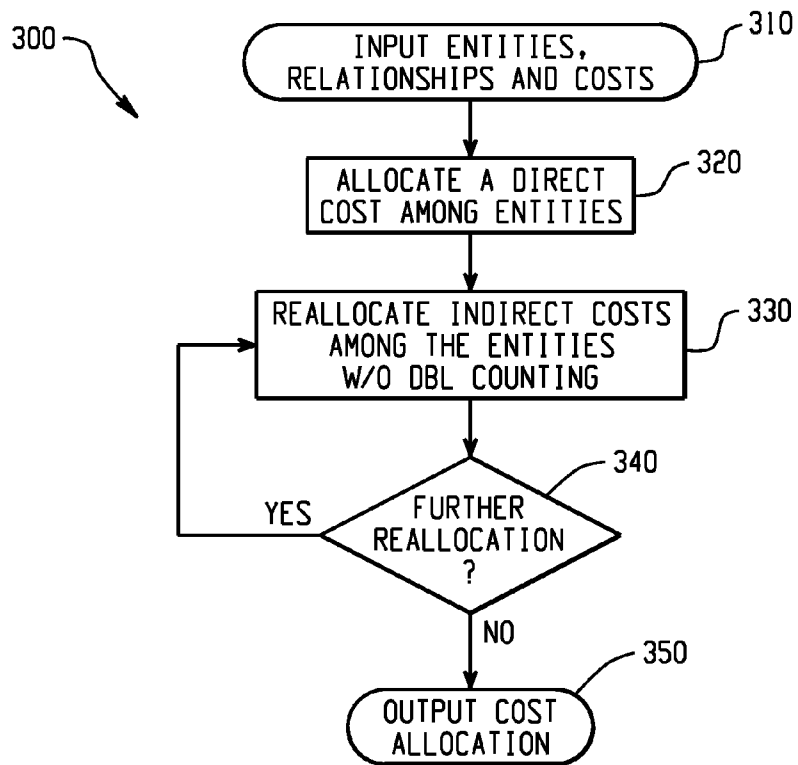 300
INPUT ENTITIES,
RELATIONSHIPS AND COSTS
310
ALLOCATE A DIRECT
COST AMONG ENTITIES
320
REALLOCATE INDIRECT COSTS
AMONG THE ENTITIES
W/O DBL COUNTING
330
FURTHER
REALLOCATION
?
340
YES
NO
OUTPUT COST
ALLOCATION
350